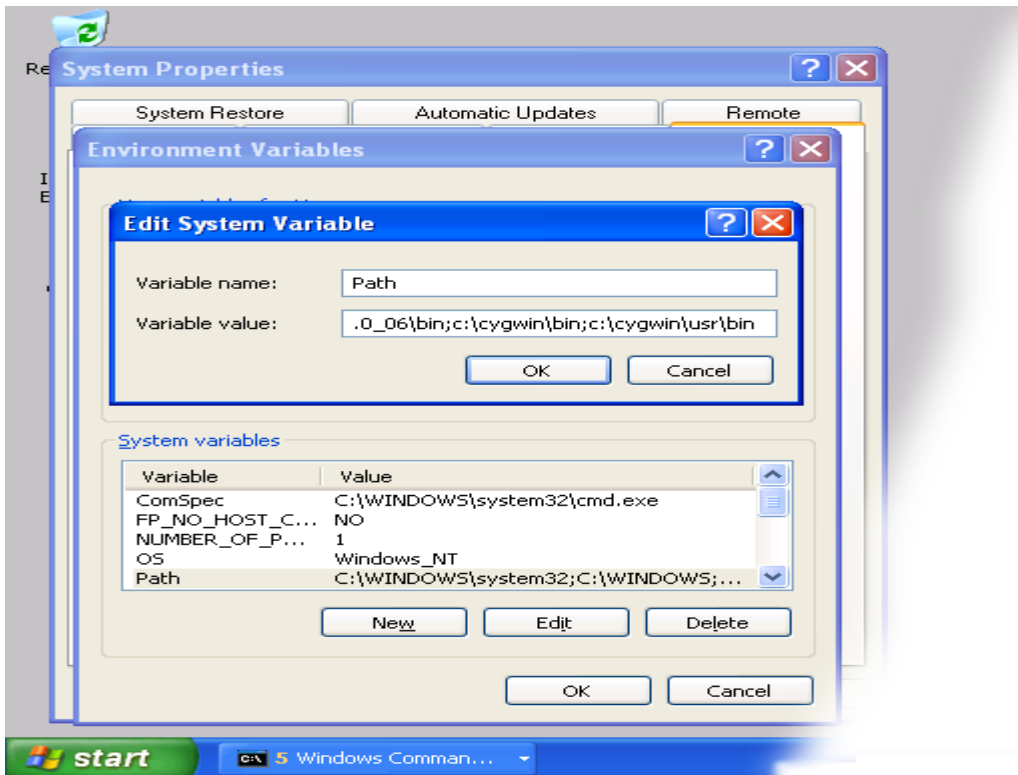 Re
System Properties
System Restore
Automatic Updates
Remote
Environment Variables
I
E
Edit System Variable
Variable name:
Path
Variable value:
.0_06\bin;c:\cygwin\bin;c:\cygwin\usr\bin
OK
Cancel
System variables
Variable Value
ComSpec C:\WINDOWS\system32\cmd.exe
FP_NO_HOST_C... NO
NUMBER_OF_P... 1
OS Windows_NT
Path C:\WINDOWS\system32;C:\WINDOWS;...
New
Edit
Delete
OK
Cancel
start
C:\ 5 Windows Comman...